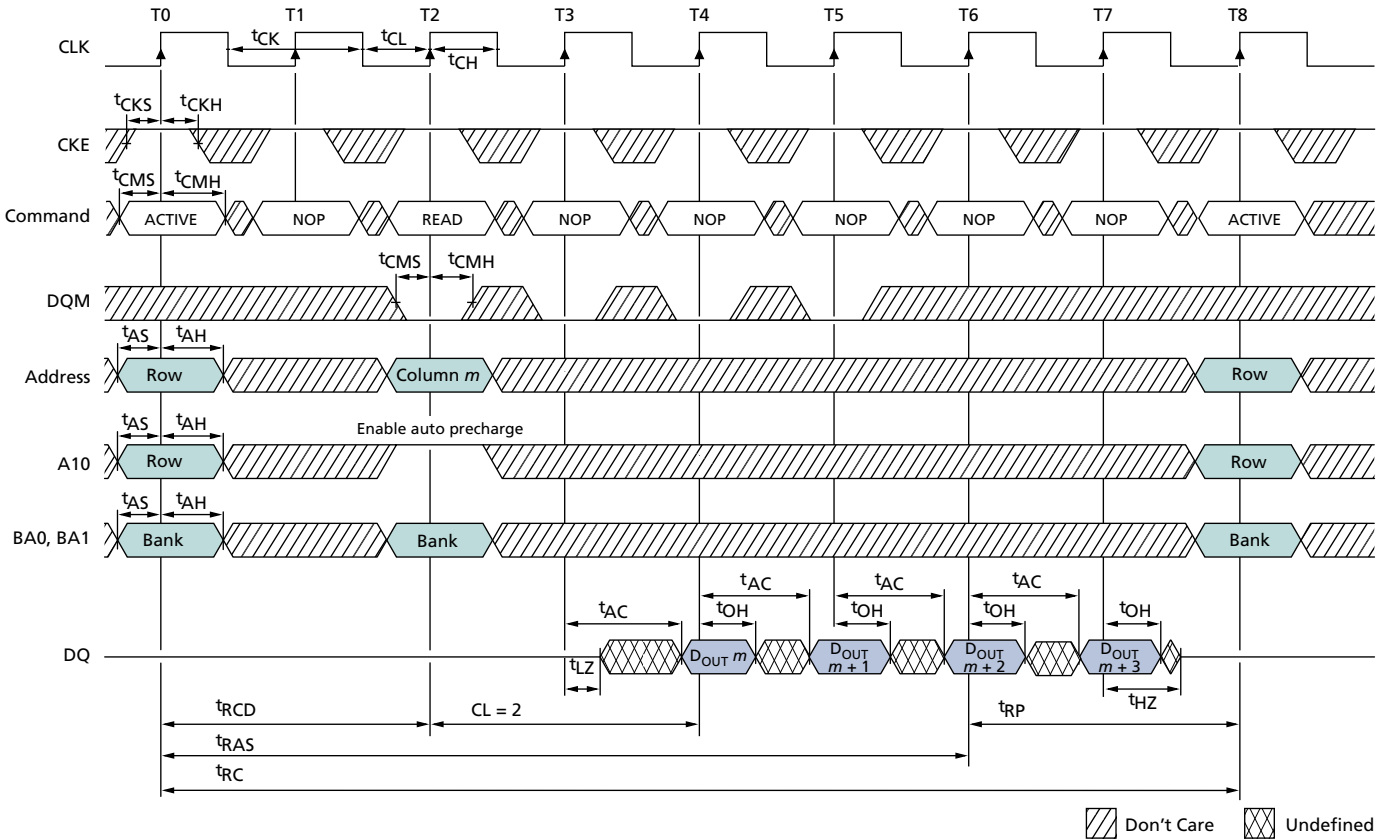 T0 T1 T2 T3 T4 T5 T6 T7 T8
CLK
tCK tCL
tCH
tCKS tCKH
CKE
tCMS tCMH
Command ACTIVE NOP READ NOP NOP NOP NOP NOP ACTIVE
tCMS tCMH
DQM
tAS tAH
Address Row Column m Row
tAS tAH Enable auto precharge
A10 Row Row
tAS tAH
BA0, BA1 Bank Bank Bank
tAC tAC tAC
tAC tOH tOH tOH tOH
DQ DOUT m DOUT m + 1 DOUT m + 2 DOUT m + 3
tLZ tHZ
tRCD CL = 2 tRP
tRAS
tRC
Don't Care Undefined